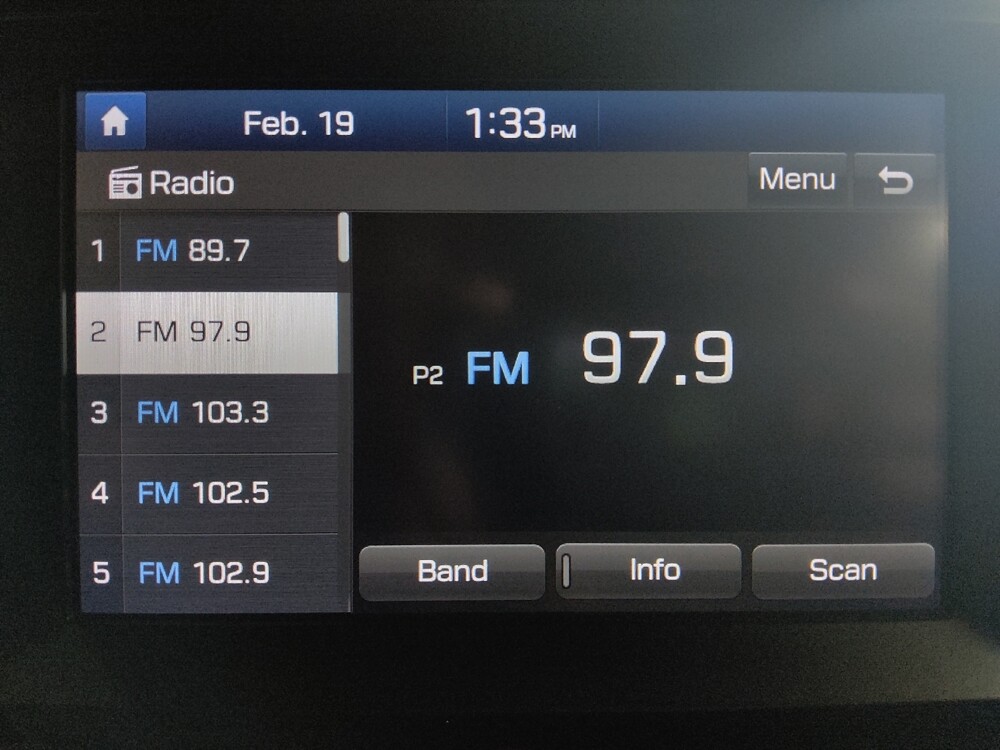 Feb. 19 1:33 PM
Radio Menu
1 FM 89.7
2 FM 97.9
3 FM 103.3
4 FM 102.5
5 FM 102.9
P2 FM 97.9
Band Info Scan